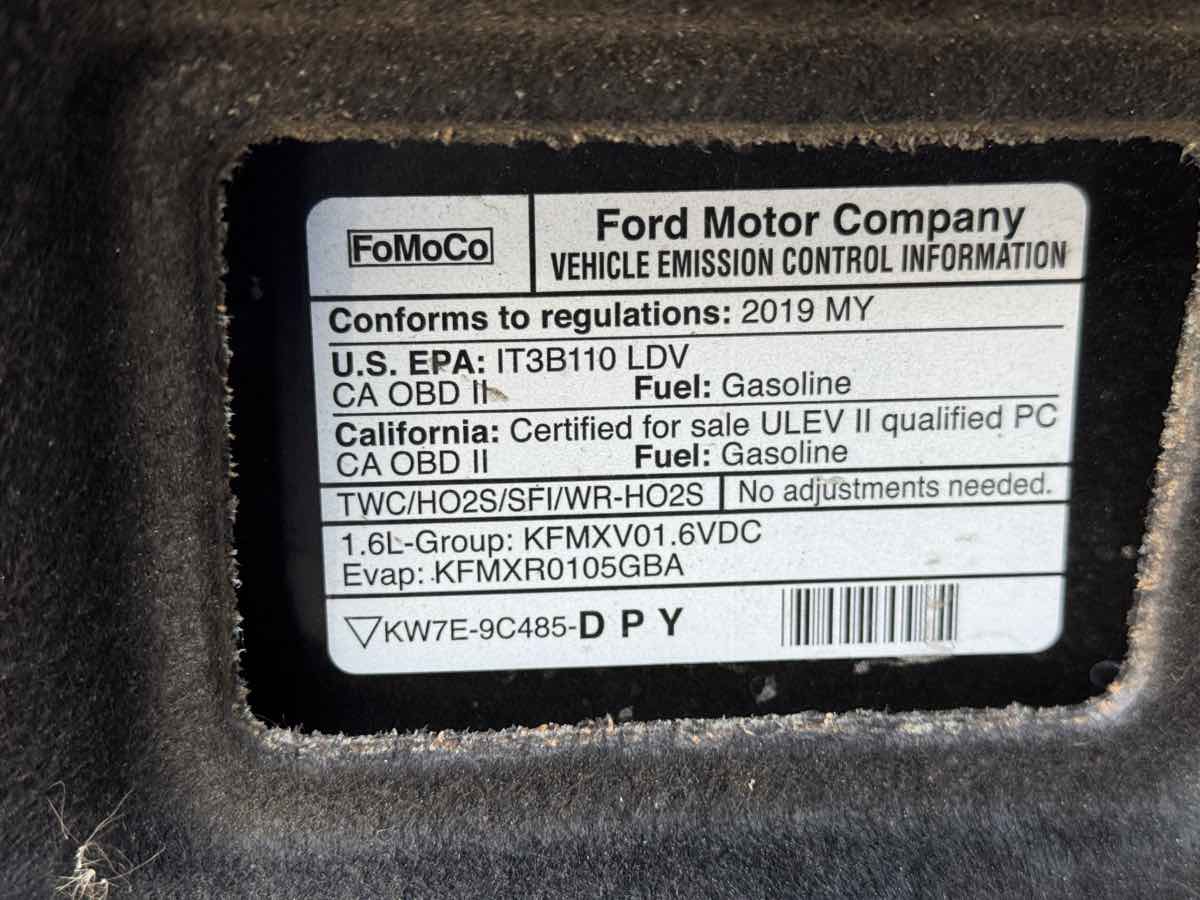 FoMoCo
Ford Motor Company
VEHICLE EMISSION CONTROL INFORMATION
Conforms to regulations: 2019 MY
U.S. EPA: IT3B110 LDV
CA OBD II Fuel: Gasoline
California: Certified for sale ULEV II qualified PC
CA OBD II Fuel: Gasoline
TWC/HO2S/SFI/WR-HO2S No adjustments needed.
1.6L-Group: KFMXV01.6VDC
Evap: KFMXR0105GBA
▽KW7E-9C485-D P Y